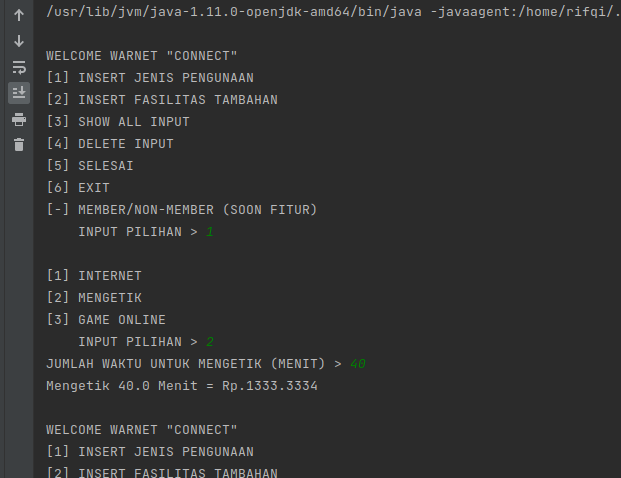 /usr/lib/jvm/java-1.11.0-openjdk-amd64/bin/java -javaagent:/home/rifqi/.
WELCOME WARNET "CONNECT"
[1] INSERT JENIS PENGUNAAN
[2] INSERT FASILITAS TAMBAHAN
[3] SHOW ALL INPUT
[4] DELETE INPUT
[5] SELESAI
[6] EXIT
[-] MEMBER/NON-MEMBER (SOON FITUR)
INPUT PILIHAN > 1
[1] INTERNET
[2] MENGETIK
[3] GAME ONLINE
INPUT PILIHAN > 2
JUMLAH WAKTU UNTUK MENGETIK (MENIT) > 40
Mengetik 40.0 Menit = Rp.1333.3334
WELCOME WARNET "CONNECT"
[1] INSERT JENIS PENGUNAAN
[2] INSERT FASILITAS TAMBAHAN